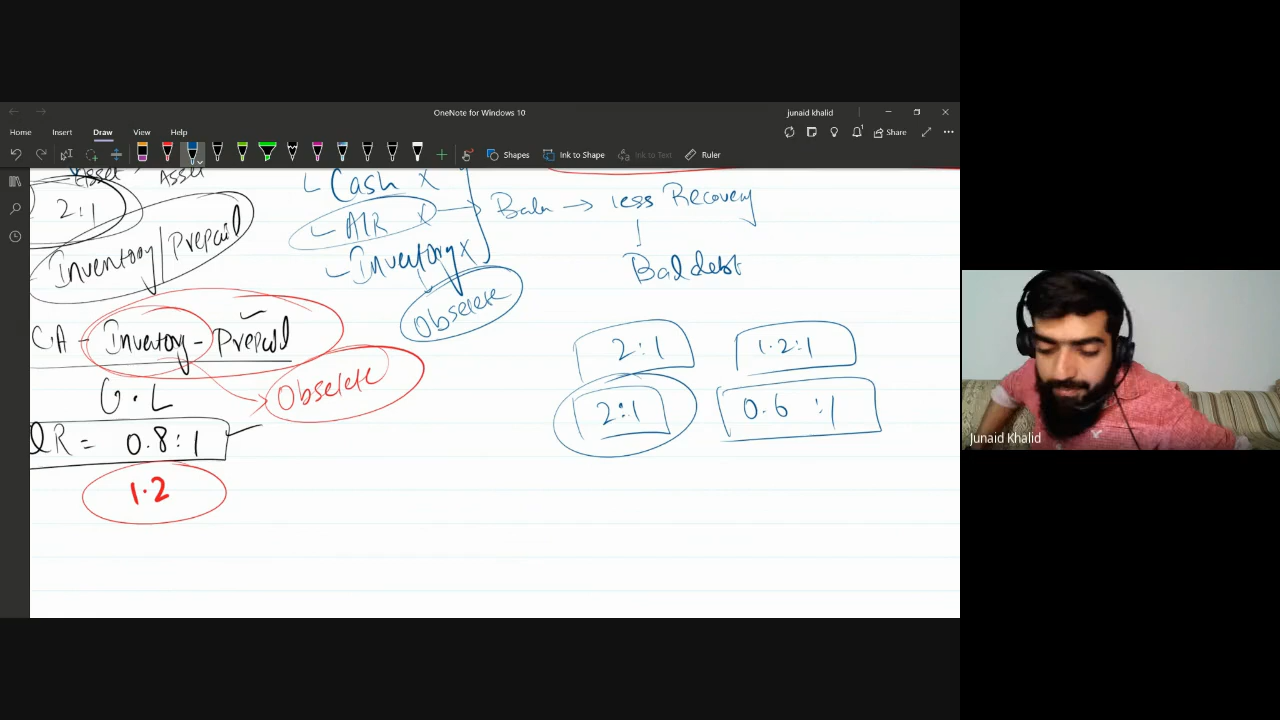 OneNote for Windows 10
junaid khalid
Home Insert Draw View Help
Share
Shapes
Ink to Shape
Ink to Text
Ruler
Asset Asset
2:1
Inventory/Prepaid
CA - Inventory - Prepaid
Obselete
C.L
QR = 0.8:1
1.2
Cash x
A/R x → → less Recovery
Bad debt
Inventory x
Obselete
2:1 1.2:1
2:1 0.6 :1
Junaid Khalid